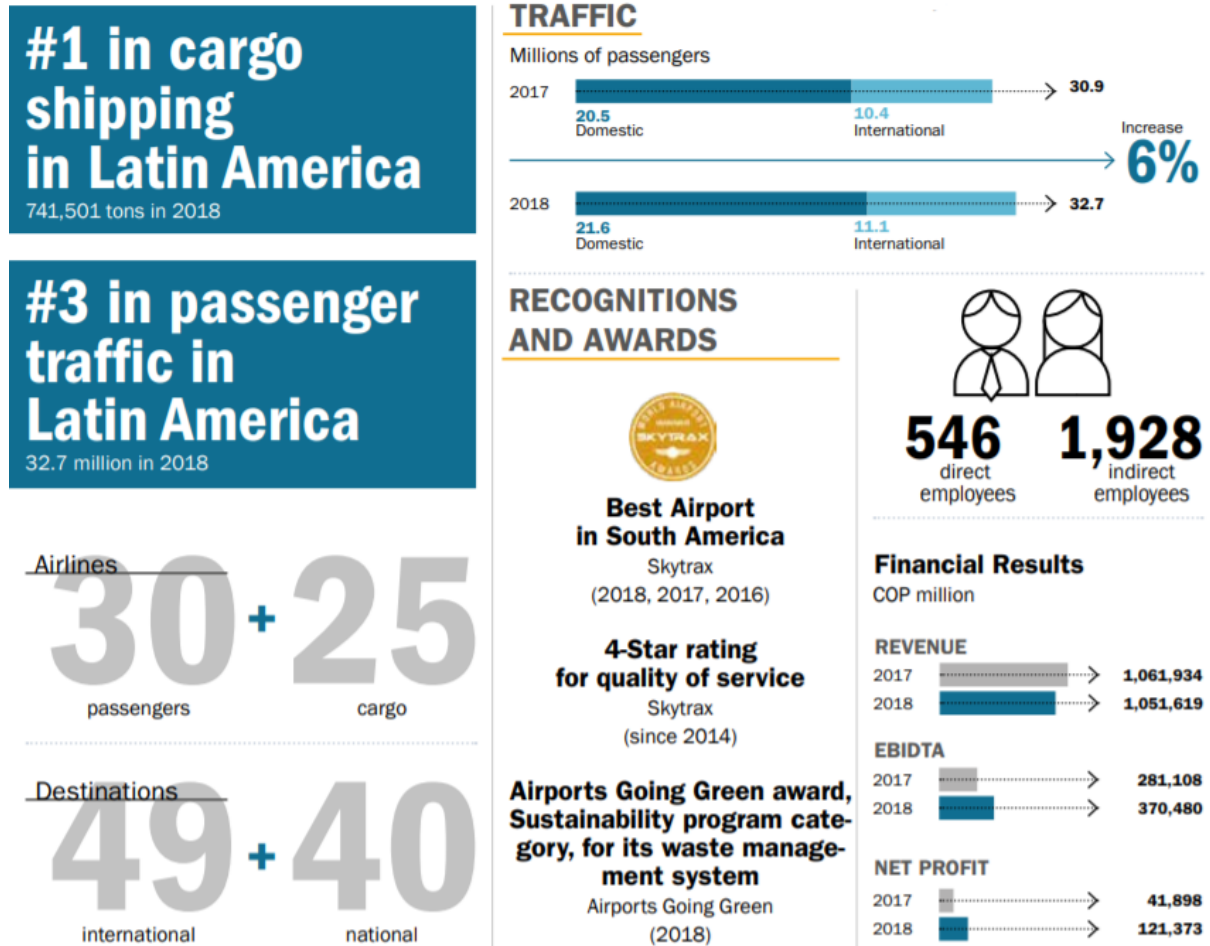 #1 in cargo
shipping
in Latin America
741,501 tons in 2018
#3 in passenger
traffic in
Latin America
32.7 million in 2018
Airlines
30 + 25
passengers cargo
Destinations
49 + 40
international national
TRAFFIC
Millions of passengers
2017 30.9
20.5 10.4
Domestic International
Increase
6%
2018 32.7
21.6 11.1
Domestic International
RECOGNITIONS
AND AWARDS
WORLD AIRPORT
SKYTRAX
AWARDS
Best Airport
in South America
Skytrax
(2018, 2017, 2016)
4-Star rating
for quality of service
Skytrax
(since 2014)
Airports Going Green award,
Sustainability program cate-
gory, for its waste manage-
ment system
Airports Going Green
(2018)
546 1,928
direct indirect
employees employees
Financial Results
COP million
REVENUE
2017 1,061,934
2018 1,051,619
EBIDTA
2017 281,108
2018 370,480
NET PROFIT
2017 41,898
2018 121,373